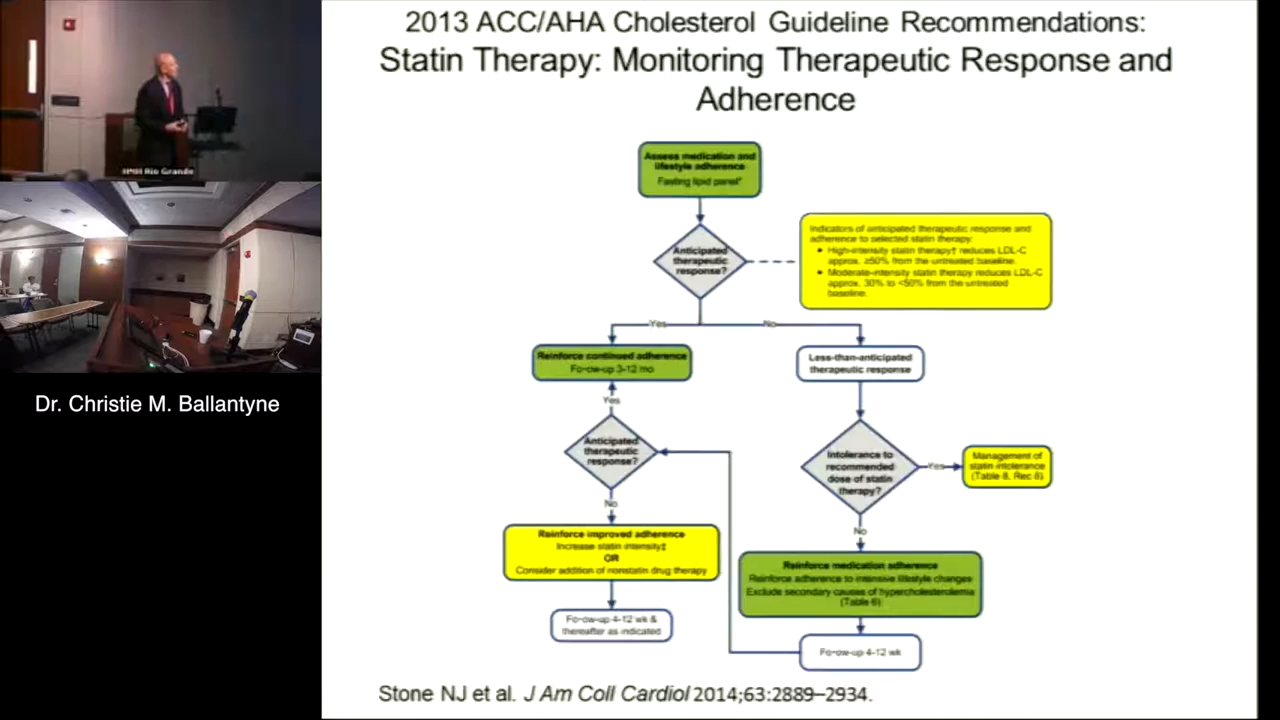 2013 ACC/AHA Cholesterol Guideline Recommendations:
Statin Therapy: Monitoring Therapeutic Response and
Adherence
Assess medication and
lifestyle adherence
Fasting lipid panel*
Anticipated
therapeutic
response?
Indicators of anticipated therapeutic response and
adherence to selected statin therapy:
• High-intensity statin therapy† reduces LDL-C
approx. ≥50% from the untreated baseline.
• Moderate-intensity statin therapy reduces LDL-C
approx. 30% to <50% from the untreated
baseline.
Yes
No
Reinforce continued adherence
Follow-up 3-12 mo
Less-than-anticipated
therapeutic response
Yes
Anticipated
therapeutic
response?
Intolerance to
recommended
dose of statin
therapy?
Yes
Management of
statin intolerance
(Table 8, Rec 8)
No
No
Reinforce improved adherence
Increase statin intensity‡
OR
Consider addition of nonstatin drug therapy
Reinforce medication adherence
Reinforce adherence to intensive lifestyle changes
Exclude secondary causes of hypercholesterolemia
(Table 6)
Follow-up 4-12 wk &
thereafter as indicated
Follow-up 4-12 wk
Stone NJ et al. J Am Coll Cardiol 2014;63:2889–2934.
Rio Grande
Dr. Christie M. Ballantyne